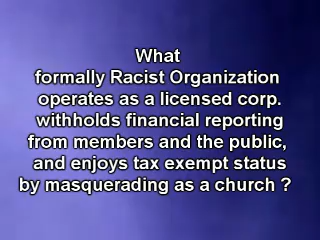 What
formally Racist Organization
operates as a licensed corp.
withholds financial reporting
from members and the public,
and enjoys tax exempt status
by masquerading as a church ?